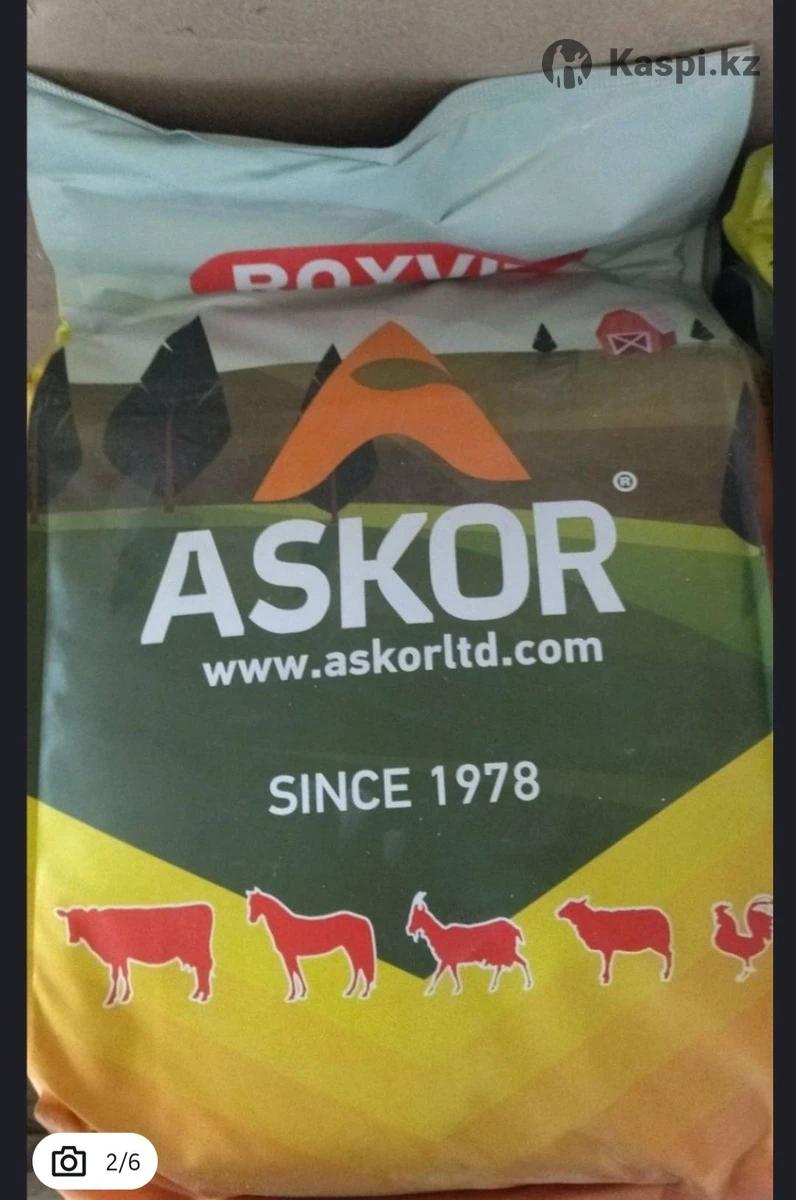 Kaspi.kz
ASKOR®
www.askorltd.com
SINCE 1978
2/6